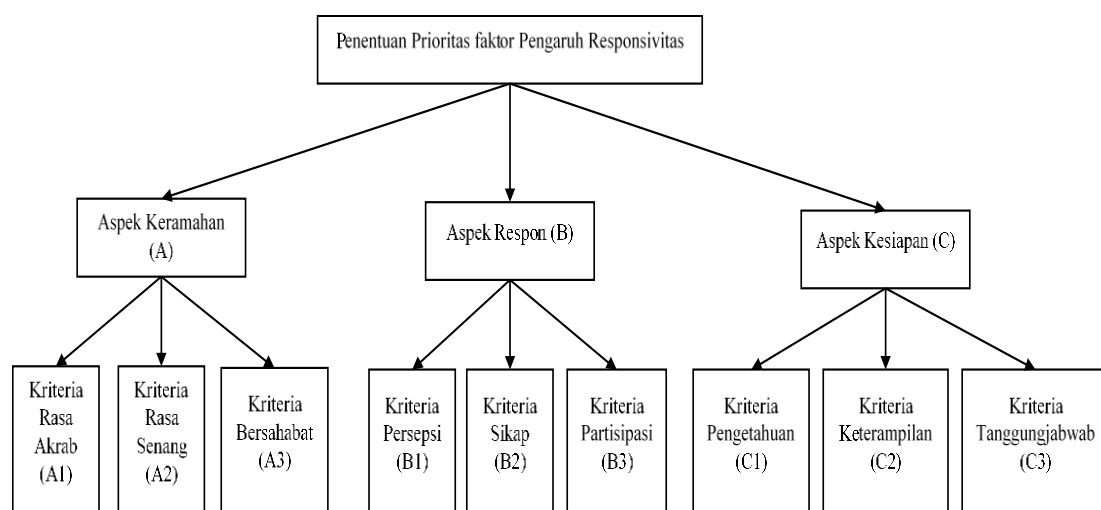 Penentuan Prioritas faktor Pengaruh Responsivitas
Aspek Keramahan
(A)
Aspek Respon (B)
Aspek Kesiapan (C)
Kriteria
Rasa
Akrab
(A1)
Kriteria
Rasa
Senang
(A2)
Kriteria
Bersahabat
(A3)
Kriteria
Persepsi
(B1)
Kriteria
Sikap
(B2)
Kriteria
Partisipasi
(B3)
Kriteria
Pengetahuan
(C1)
Kriteria
Keterampilan
(C2)
Kriteria
Tanggungjabwab
(C3)